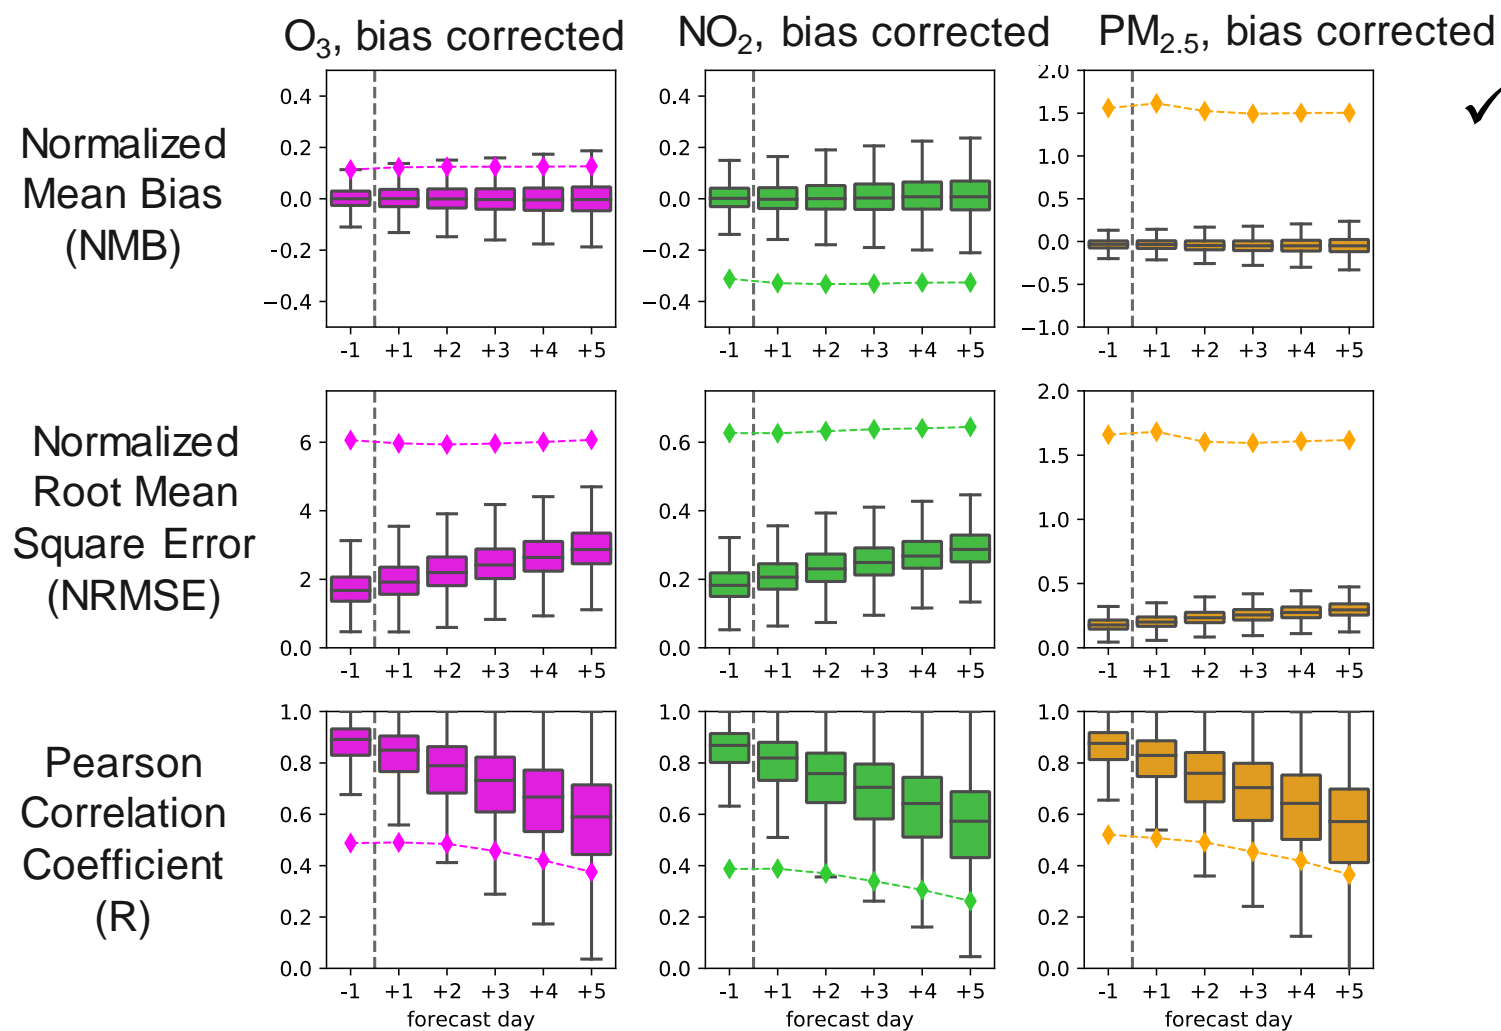 O3, bias corrected
NO2, bias corrected
PM2.5, bias corrected
✓
Normalized
Mean Bias
(NMB)
0.4
0.2
0.0
−0.2
−0.4
-1 +1 +2 +3 +4 +5
0.4
0.2
0.0
−0.2
−0.4
-1 +1 +2 +3 +4 +5
2.0
1.5
1.0
0.5
0.0
−0.5
−1.0
-1 +1 +2 +3 +4 +5
Normalized
Root Mean
Square Error
(NRMSE)
6
4
2
0.0
-1 +1 +2 +3 +4 +5
0.6
0.4
0.2
0.0
-1 +1 +2 +3 +4 +5
2.0
1.5
1.0
0.5
0.0
-1 +1 +2 +3 +4 +5
Pearson
Correlation
Coefficient
(R)
1.0
0.8
0.6
0.4
0.2
0.0
-1 +1 +2 +3 +4 +5
forecast day
1.0
0.8
0.6
0.4
0.2
0.0
-1 +1 +2 +3 +4 +5
forecast day
1.0
0.8
0.6
0.4
0.2
0.0
-1 +1 +2 +3 +4 +5
forecast day